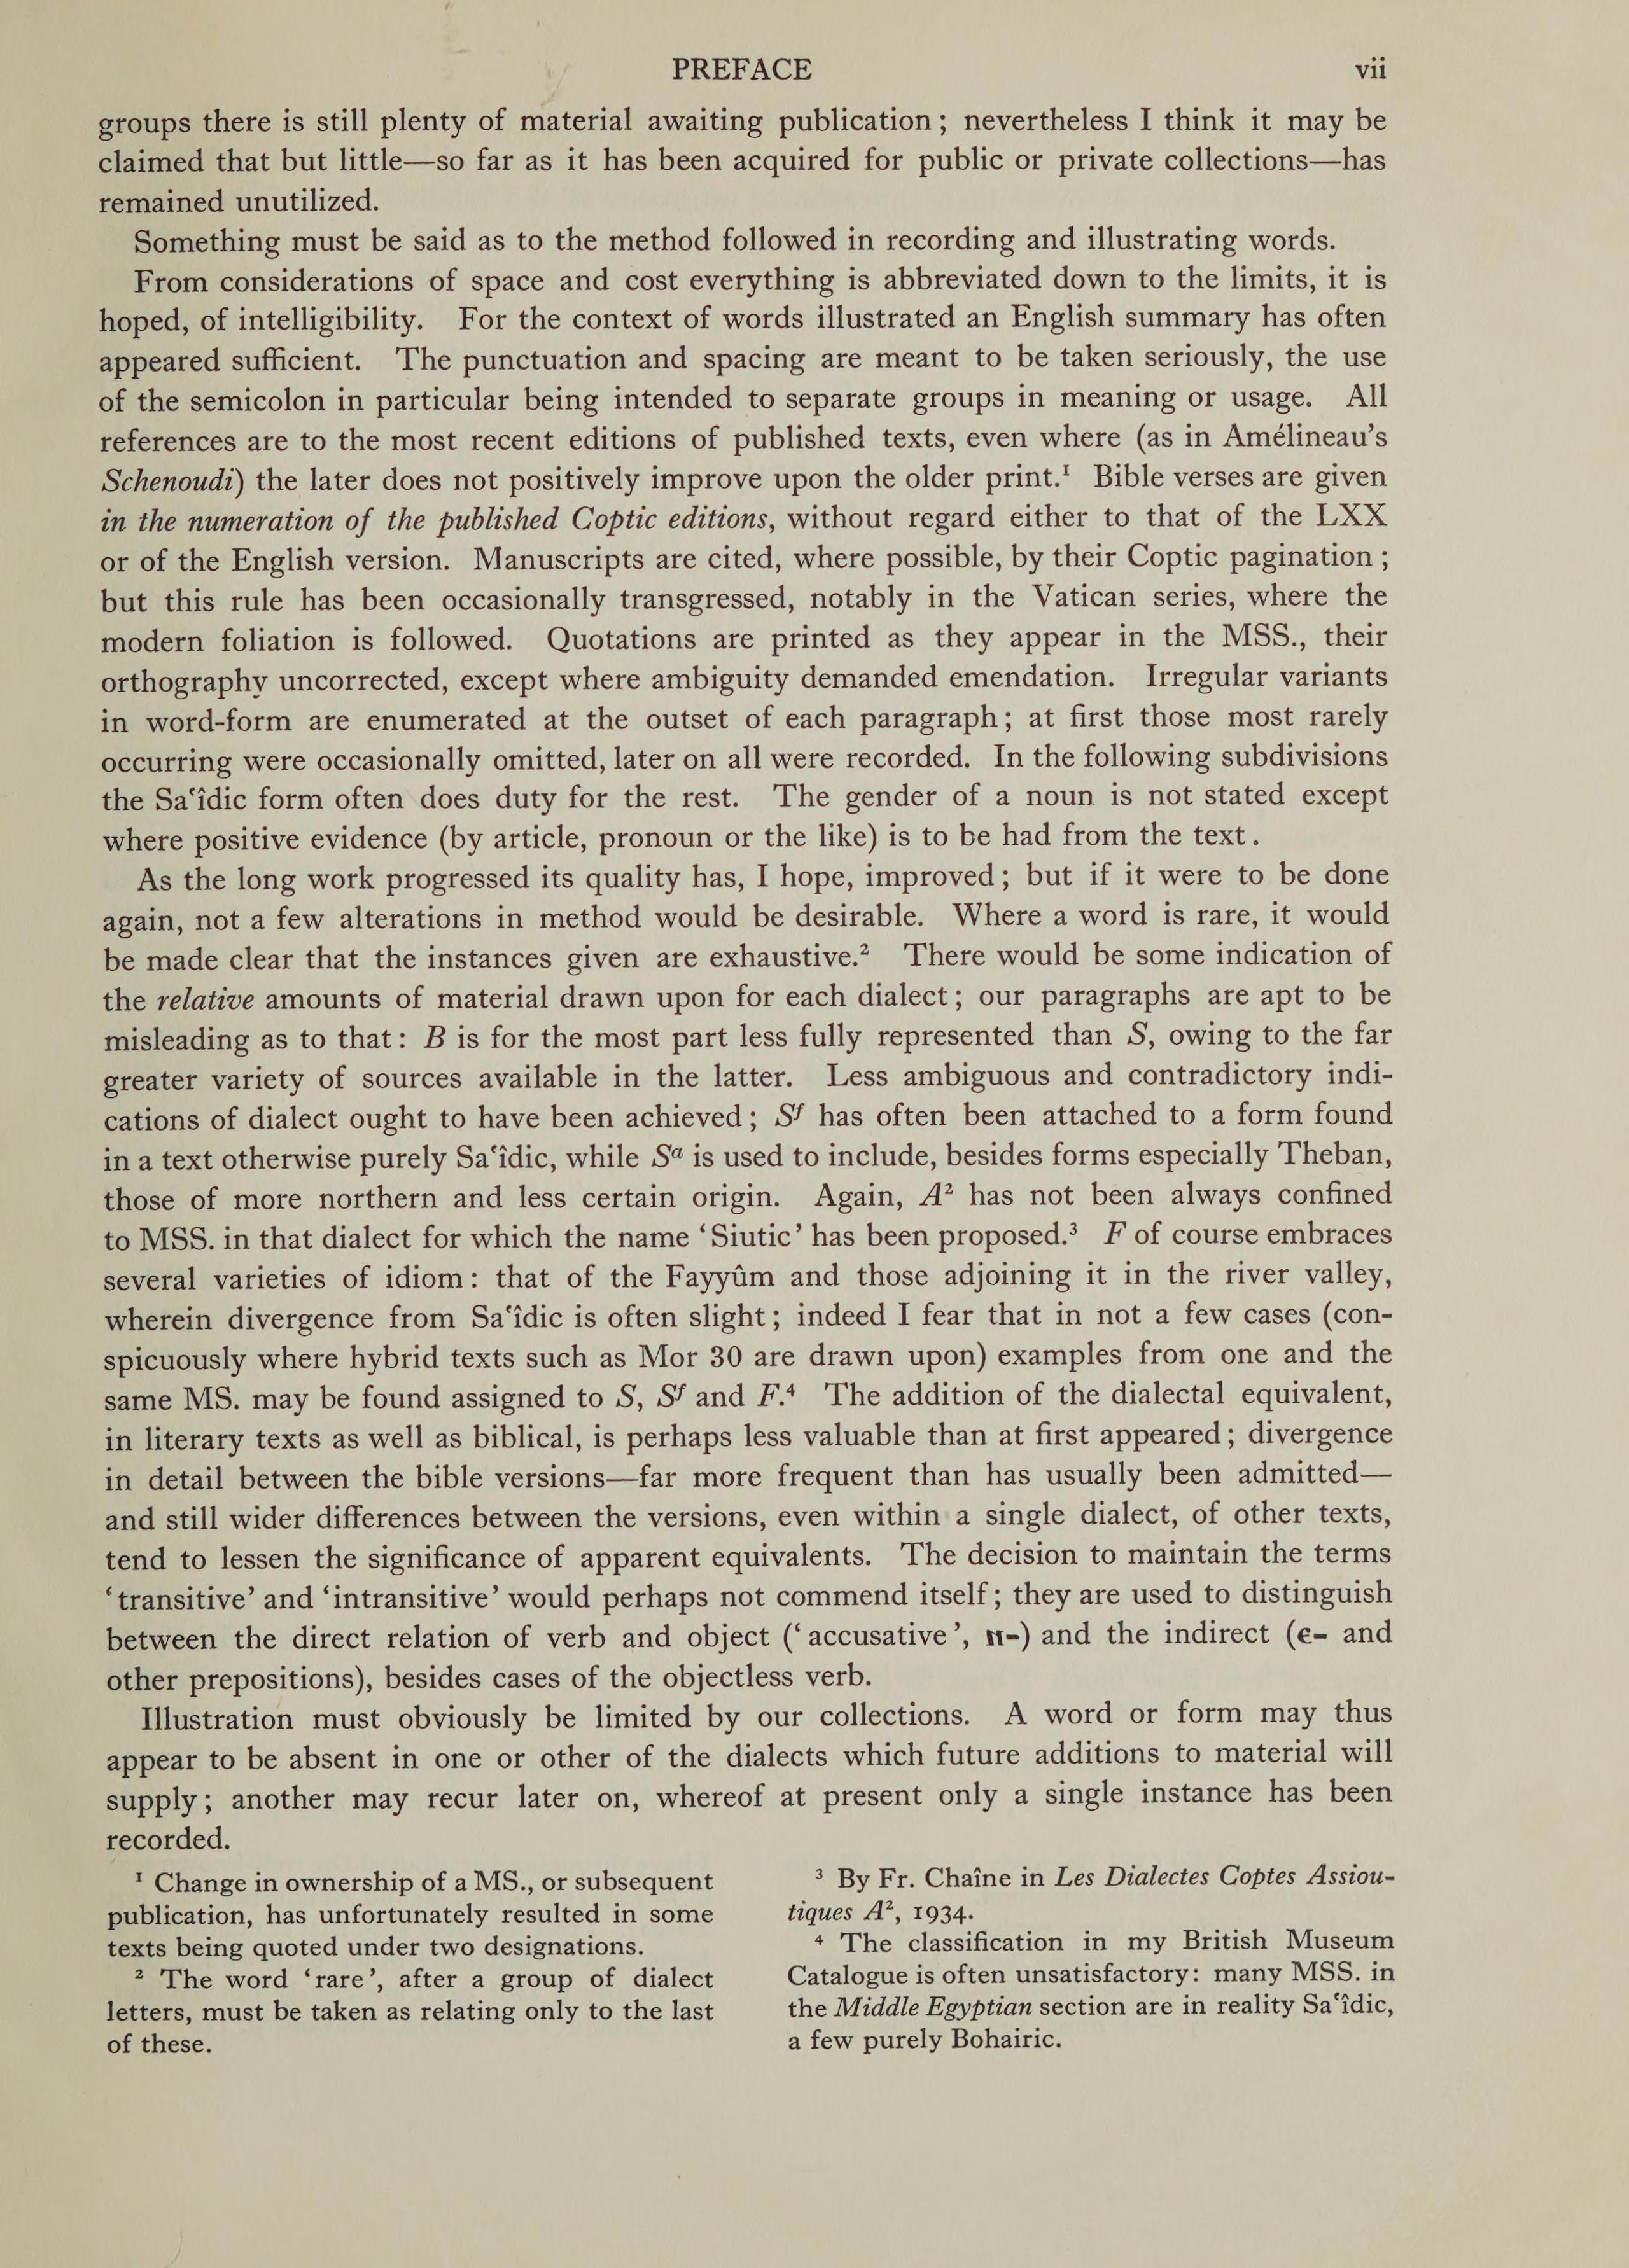 PREFACE vii
groups there is still plenty of material awaiting publication; nevertheless I think it may be
claimed that but little—so far as it has been acquired for public or private collections—has
remained unutilized.
Something must be said as to the method followed in recording and illustrating words.
From considerations of space and cost everything is abbreviated down to the limits, it is
hoped, of intelligibility. For the context of words illustrated an English summary has often
appeared sufficient. The punctuation and spacing are meant to be taken seriously, the use
of the semicolon in particular being intended to separate groups in meaning or usage. All
references are to the most recent editions of published texts, even where (as in Amélineau’s
Schenoudi) the later does not positively improve upon the older print.¹ Bible verses are given
in the numeration of the published Coptic editions, without regard either to that of the LXX
or of the English version. Manuscripts are cited, where possible, by their Coptic pagination;
but this rule has been occasionally transgressed, notably in the Vatican series, where the
modern foliation is followed. Quotations are printed as they appear in the MSS., their
orthography uncorrected, except where ambiguity demanded emendation. Irregular variants
in word-form are enumerated at the outset of each paragraph; at first those most rarely
occurring were occasionally omitted, later on all were recorded. In the following subdivisions
the Saʿîdic form often does duty for the rest. The gender of a noun is not stated except
where positive evidence (by article, pronoun or the like) is to be had from the text.
As the long work progressed its quality has, I hope, improved; but if it were to be done
again, not a few alterations in method would be desirable. Where a word is rare, it would
be made clear that the instances given are exhaustive.² There would be some indication of
the relative amounts of material drawn upon for each dialect; our paragraphs are apt to be
misleading as to that: B is for the most part less fully represented than S, owing to the far
greater variety of sources available in the latter. Less ambiguous and contradictory indi-
cations of dialect ought to have been achieved; Sᶠ has often been attached to a form found
in a text otherwise purely Saʿîdic, while Sᵃ is used to include, besides forms especially Theban,
those of more northern and less certain origin. Again, A² has not been always confined
to MSS. in that dialect for which the name ‘Siutic’ has been proposed.³ F of course embraces
several varieties of idiom: that of the Fayyûm and those adjoining it in the river valley,
wherein divergence from Saʿîdic is often slight; indeed I fear that in not a few cases (con-
spicuously where hybrid texts such as Mor 30 are drawn upon) examples from one and the
same MS. may be found assigned to S, Sᶠ and F.⁴ The addition of the dialectal equivalent,
in literary texts as well as biblical, is perhaps less valuable than at first appeared; divergence
in detail between the bible versions—far more frequent than has usually been admitted—
and still wider differences between the versions, even within a single dialect, of other texts,
tend to lessen the significance of apparent equivalents. The decision to maintain the terms
‘transitive’ and ‘intransitive’ would perhaps not commend itself; they are used to distinguish
between the direct relation of verb and object (‘accusative’, ⲛ-) and the indirect (ⲉ- and
other prepositions), besides cases of the objectless verb.
Illustration must obviously be limited by our collections. A word or form may thus
appear to be absent in one or other of the dialects which future additions to material will
supply; another may recur later on, whereof at present only a single instance has been
recorded.
¹ Change in ownership of a MS., or subsequent
publication, has unfortunately resulted in some
texts being quoted under two designations.
² The word ‘rare’, after a group of dialect
letters, must be taken as relating only to the last
of these.
³ By Fr. Chaîne in Les Dialectes Coptes Assiou-
tiques A², 1934.
⁴ The classification in my British Museum
Catalogue is often unsatisfactory: many MSS. in
the Middle Egyptian section are in reality Saʿîdic,
a few purely Bohairic.